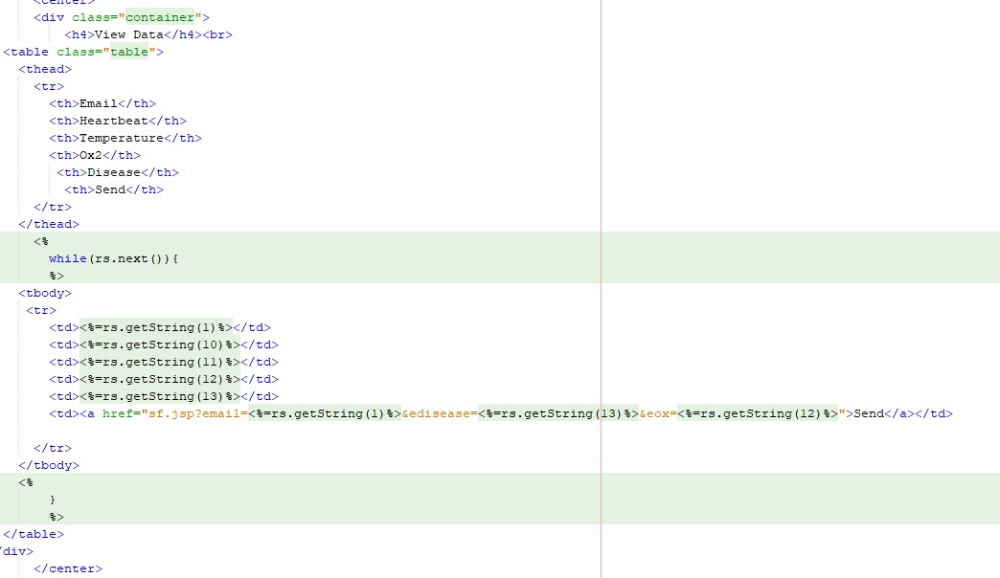 <center>
<div class="container">
<h4>View Data</h4><br>
<table class="table">
<thead>
<tr>
<th>Email</th>
<th>Heartbeat</th>
<th>Temperature</th>
<th>Ox2</th>
<th>Disease</th>
<th>Send</th>
</tr>
</thead>
<%
while(rs.next()){
%>
<tbody>
<tr>
<td><%=rs.getString(1)%></td>
<td><%=rs.getString(10)%></td>
<td><%=rs.getString(11)%></td>
<td><%=rs.getString(12)%></td>
<td><%=rs.getString(13)%></td>
<td><a href="sf.jsp?email=<%=rs.getString(1)%>&edisease=<%=rs.getString(13)%>&eox=<%=rs.getString(12)%>">Send</a></td>
</tr>
</tbody>
<%
}
%>
</table>
/div>
</center>